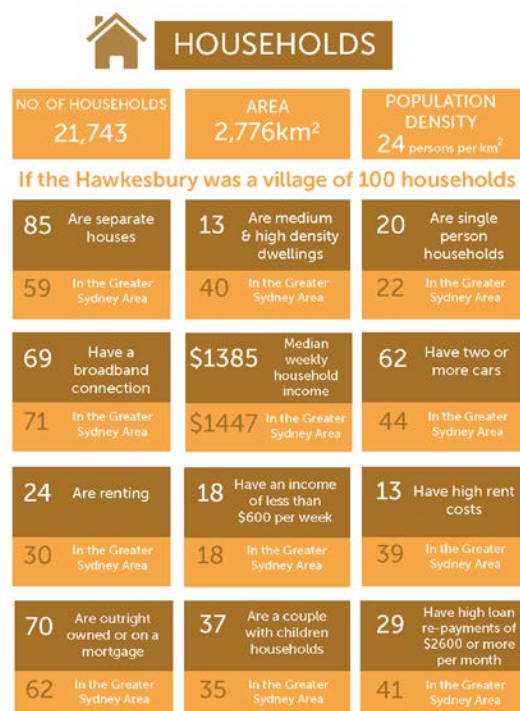 HOUSEHOLDS
NO. OF HOUSEHOLDS
21,743
AREA
2,776km²
POPULATION
DENSITY
24 persons per km²
If the Hawkesbury was a village of 100 households
85 Are separate
houses
59 In the Greater
Sydney Area
13 Are medium
& high density
dwellings
40 In the Greater
Sydney Area
20 Are single
person
households
22 In the Greater
Sydney Area
69 Have a
broadband
connection
71 In the Greater
Sydney Area
$1385 Median
weekly
household
income
$1447 In the Greater
Sydney Area
62 Have two or
more cars
44 In the Greater
Sydney Area
24 Are renting
30 In the Greater
Sydney Area
18 Have an income
of less than
$600 per week
18 In the Greater
Sydney Area
13 Have high rent
costs
39 In the Greater
Sydney Area
70 Are outright
owned or on a
mortgage
62 In the Greater
Sydney Area
37 Are a couple
with children
households
35 In the Greater
Sydney Area
29 Have high loan
re-payments of
$2600 or more
per month
41 In the Greater
Sydney Area